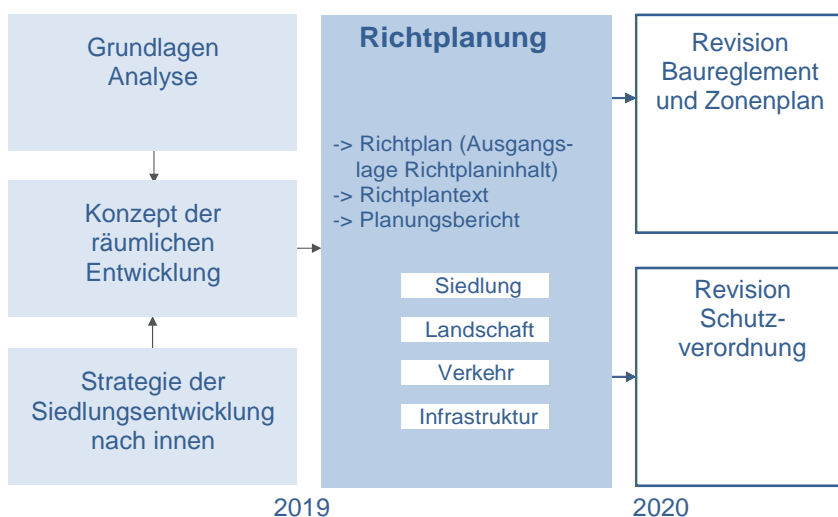 Grundlagen
Analyse
Konzept der
räumlichen
Entwicklung
Strategie der
Siedlungsentwicklung
nach innen
Richtplanung
-> Richtplan (Ausgangs-
lage Richtplaninhalt)
-> Richtplantext
-> Planungsbericht
Siedlung
Landschaft
Verkehr
Infrastruktur
Revision
Baureglement
und Zonenplan
Revision
Schutz-
verordnung
2019
2020